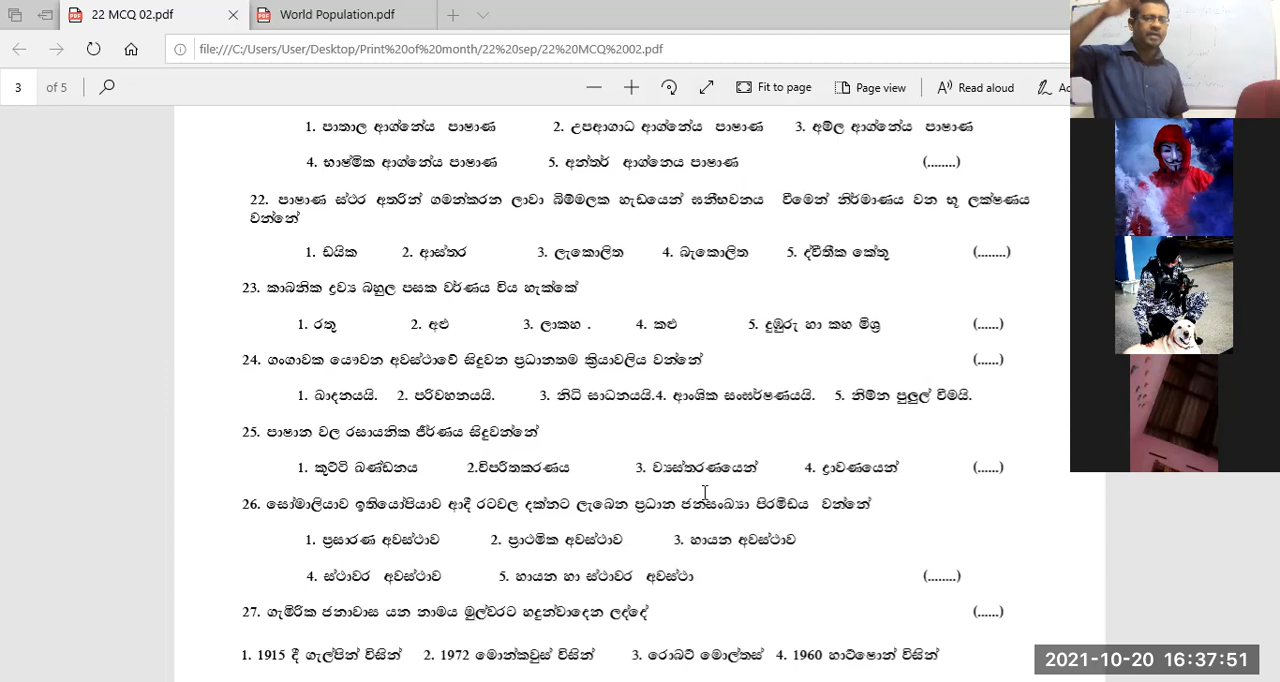 22 MCQ 02.pdf
World Population.pdf
file:///C:/Users/User/Desktop/Print%20of%20month/22%20sep/22%20MCQ%2002.pdf
3 of 5 Fit to page Page view Read aloud Ad
1. පාතාල ආග්නේය පාෂාණ 2. උපආගාධ ආග්නේය පාෂාණ 3. අම්ල ආග්නේය පාෂාණ
4. භාෂ්මික ආග්නේය පාෂාණ 5. අන්තර් ආග්නෙය පාෂාණ (........)
22. පාෂාණ ස්ථර අතරින් ගමන්කරන ලාවා බිම්මලක හැඩයෙන් ඝනීභවනය වීමෙන් නිර්මාණය වන භූ ලක්ෂණය
වන්නේ
1. ඩයික 2. ආස්තර 3. ලැකොලිත 4. බැකොලිත 5. ද්වීතීක කේතු (........)
23. කාබනික ද්‍රව්‍ය බහුල පසක වර්ණය විය හැක්කේ
1. රතු 2. අළු 3. ලාකහ . 4. කළු 5. දුඹුරු හා කහ මිශ්‍ර (......)
24. ගංගාවක යෞවන අවස්ථාවේ සිදුවන ප්‍රධානතම ක්‍රියාවලිය වන්නේ (......)
1. ඛාදනයයි. 2. පරිවහනයයි. 3. නිධි සාධනයයි.4. ආංශික සංඝර්ෂණයයි. 5. නිම්න පුලුල් වීමයි.
25. පාෂාන වල රසායනික ජීර්ණය සිදුවන්නේ
1. කුට්ටි ඛණ්ඩනය 2.විපරිතකරණය 3. ව්‍යස්තරණයෙන් 4. ද්‍රාවණයෙන් (......)
26. සෝමාලියාව ඉතියෝපියාව ආදී රටවල දක්නට ලැබෙන ප්‍රධාන ජනසංඛ්‍යා පිරමීඩය වන්නේ
1. ප්‍රසාරණ අවස්ථාව 2. ප්‍රාථමික අවස්ථාව 3. හායන අවස්ථාව
4. ස්ථාවර අවස්ථාව 5. හායන හා ස්ථාවර අවස්ථා (........)
27. ගැමිරික ජනාවාස යන නාමය මුල්වරට හදුන්වාදෙන ලද්දේ (......)
1. 1915 දී ගැල්පින් විසින් 2. 1972 මොන්කවුස් විසින් 3. රොබට් මොල්තස් 4. 1960 හාට්ෂොන් විසින්
2021-10-20 16:37:51